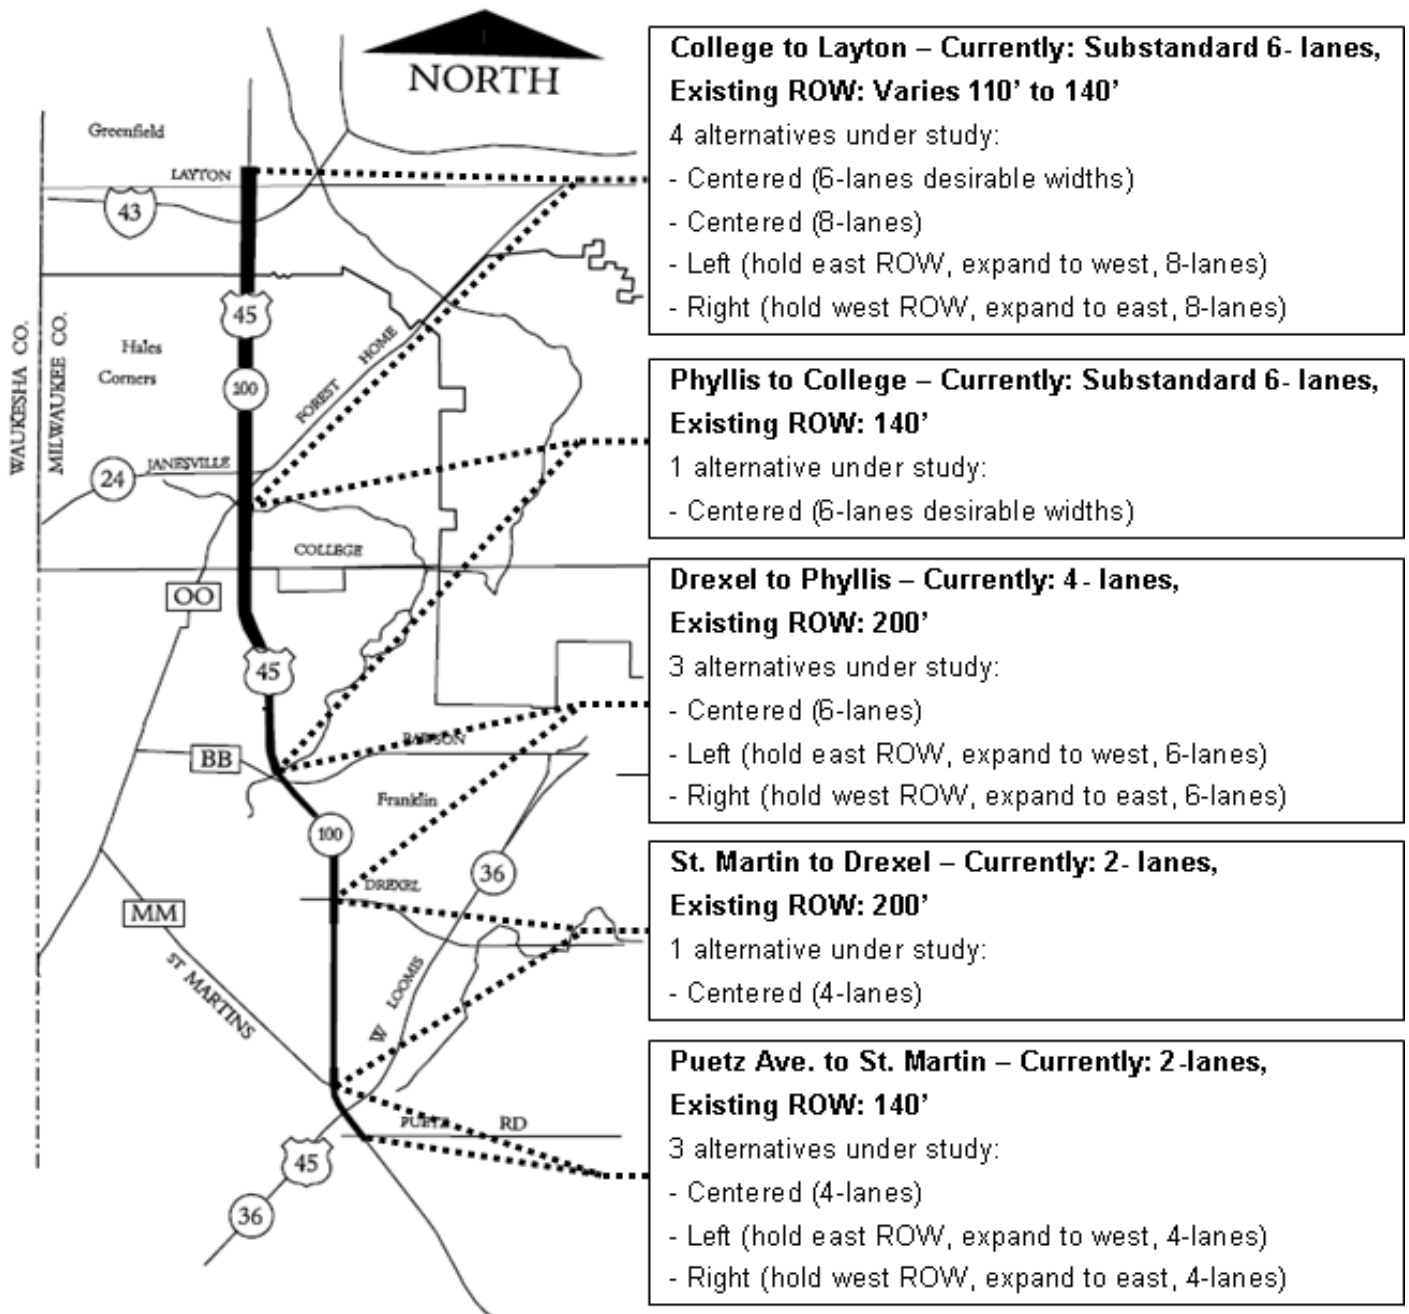 NORTH
Greenfield
LAYTON
43
45
Hales
Corners
100
FOREST HOME
WAUKESHA CO.
MILWAUKEE CO.
JANESVILLE
24
COLLEGE
OO
45
BB
Franklin
100
36
DREXEL
MM
ST MARTINS
W LOOMIS
RD
45
36
College to Layton – Currently: Substandard 6- lanes,
Existing ROW: Varies 110’ to 140’
4 alternatives under study:
- Centered (6-lanes desirable widths)
- Centered (8-lanes)
- Left (hold east ROW, expand to west, 8-lanes)
- Right (hold west ROW, expand to east, 8-lanes)
Phyllis to College – Currently: Substandard 6- lanes,
Existing ROW: 140’
1 alternative under study:
- Centered (6-lanes desirable widths)
Drexel to Phyllis – Currently: 4 - lanes,
Existing ROW: 200’
3 alternatives under study:
- Centered (6-lanes)
- Left (hold east ROW, expand to west, 6-lanes)
- Right (hold west ROW, expand to east, 6-lanes)
St. Martin to Drexel – Currently: 2- lanes,
Existing ROW: 200’
1 alternative under study:
- Centered (4-lanes)
Puetz Ave. to St. Martin – Currently: 2-lanes,
Existing ROW: 140’
3 alternatives under study:
- Centered (4-lanes)
- Left (hold east ROW, expand to west, 4-lanes)
- Right (hold west ROW, expand to east, 4-lanes)